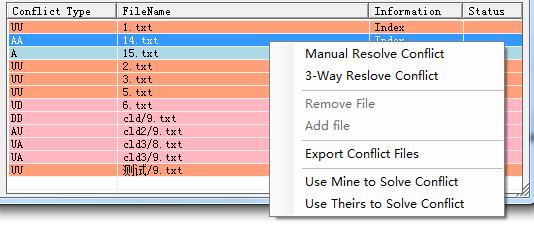 Conflict Type FileName Information Status
UU 1.txt Index
AA 14.txt Index
A 15.txt
UU 2.txt
UU 3.txt
UU 5.txt
UD 6.txt
DD cld/9.txt
AU cld2/9.txt
UA cld3/8.txt
UA cld3/9.txt
UU 测试/9.txt
Manual Resolve Conflict
3-Way Reslove Conflict
Remove File
Add file
Export Conflict Files
Use Mine to Solve Conflict
Use Theirs to Solve Conflict